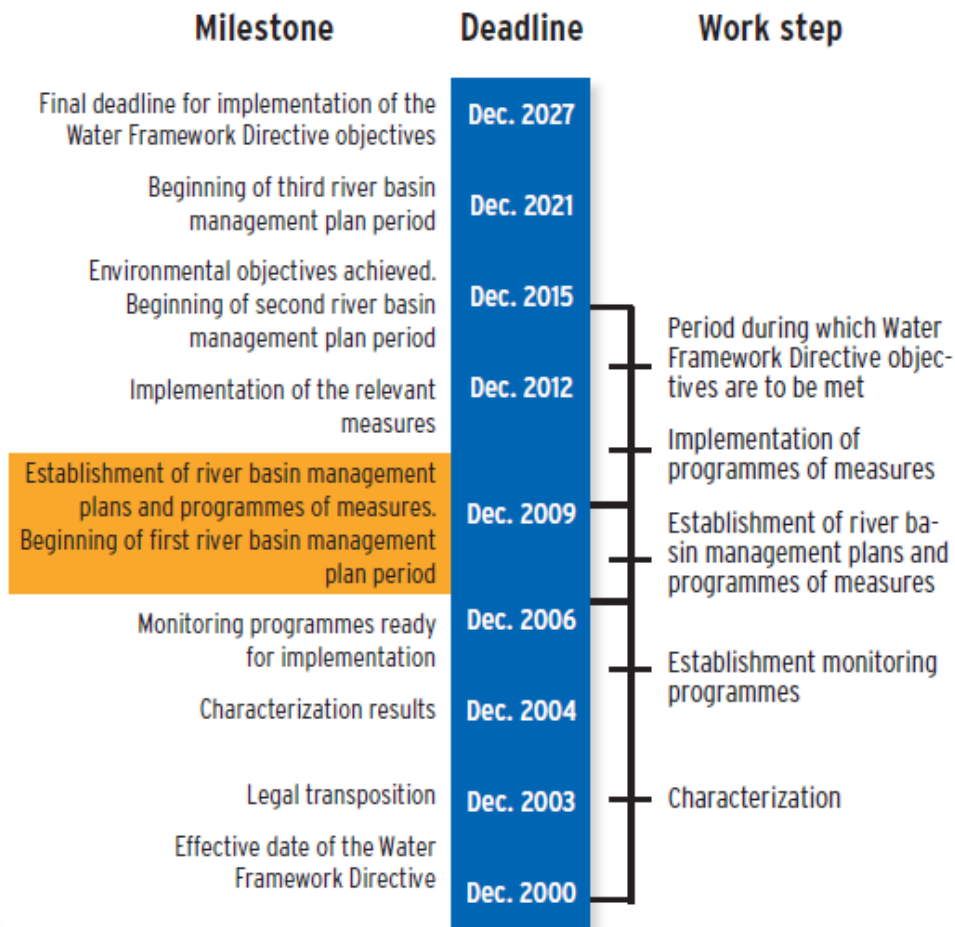 Milestone
Deadline
Work step
Final deadline for implementation of the
Water Framework Directive objectives
Dec. 2027
Beginning of third river basin
management plan period
Dec. 2021
Environmental objectives achieved.
Beginning of second river basin
management plan period
Dec. 2015
Period during which Water
Framework Directive objec-
tives are to be met
Implementation of the relevant
measures
Dec. 2012
Implementation of
programmes of measures
Establishment of river basin management
plans and programmes of measures.
Beginning of first river basin management
plan period
Dec. 2009
Establishment of river ba-
sin management plans and
programmes of measures
Monitoring programmes ready
for implementation
Dec. 2006
Establishment monitoring
programmes
Characterization results
Dec. 2004
Legal transposition
Dec. 2003
Characterization
Effective date of the Water
Framework Directive
Dec. 2000